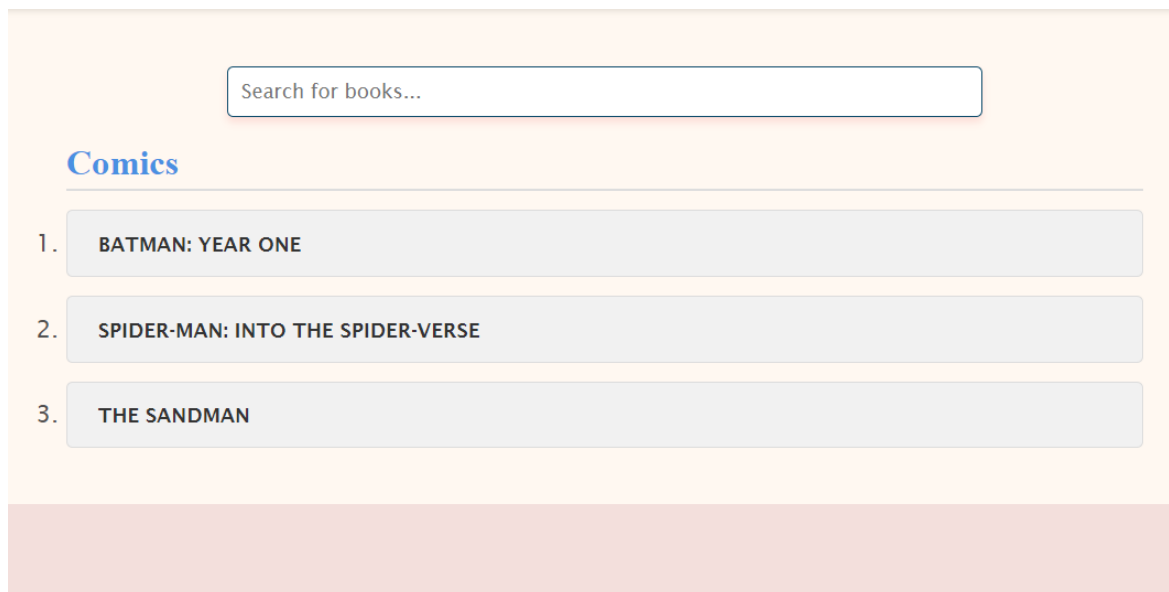 Search for books...
Comics
1. BATMAN: YEAR ONE
2. SPIDER-MAN: INTO THE SPIDER-VERSE
3. THE SANDMAN